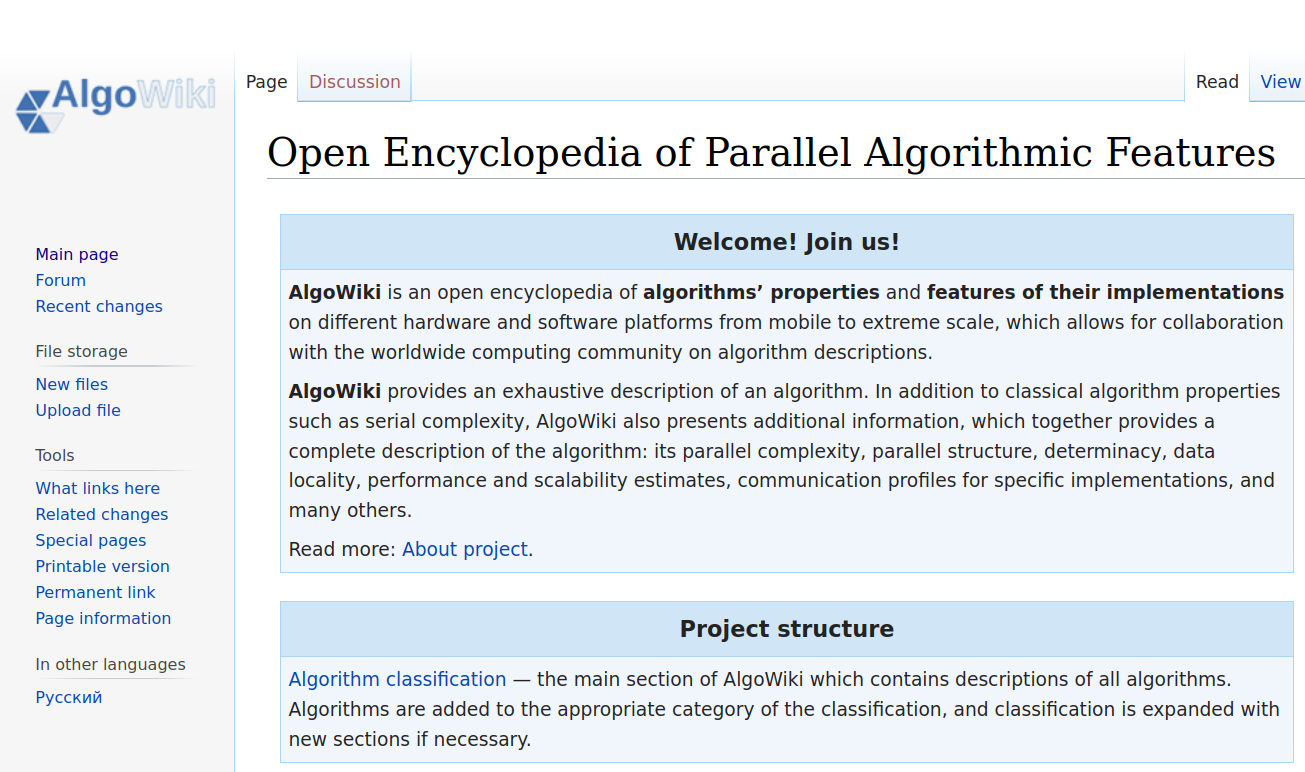 AlgoWiki
Page
Discussion
Read
View
Open Encyclopedia of Parallel Algorithmic Features
Main page
Forum
Recent changes
File storage
New files
Upload file
Tools
What links here
Related changes
Special pages
Printable version
Permanent link
Page information
In other languages
Русский
Welcome! Join us!
AlgoWiki is an open encyclopedia of algorithms’ properties and features of their implementations
on different hardware and software platforms from mobile to extreme scale, which allows for collaboration
with the worldwide computing community on algorithm descriptions.
AlgoWiki provides an exhaustive description of an algorithm. In addition to classical algorithm properties
such as serial complexity, AlgoWiki also presents additional information, which together provides a
complete description of the algorithm: its parallel complexity, parallel structure, determinacy, data
locality, performance and scalability estimates, communication profiles for specific implementations, and
many others.
Read more: About project.
Project structure
Algorithm classification — the main section of AlgoWiki which contains descriptions of all algorithms.
Algorithms are added to the appropriate category of the classification, and classification is expanded with
new sections if necessary.